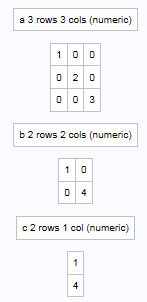 a 3 rows 3 cols (numeric)
1 0 0
0 2 0
0 0 3
b 2 rows 2 cols (numeric)
1 0
0 4
c 2 rows 1 col (numeric)
1
4